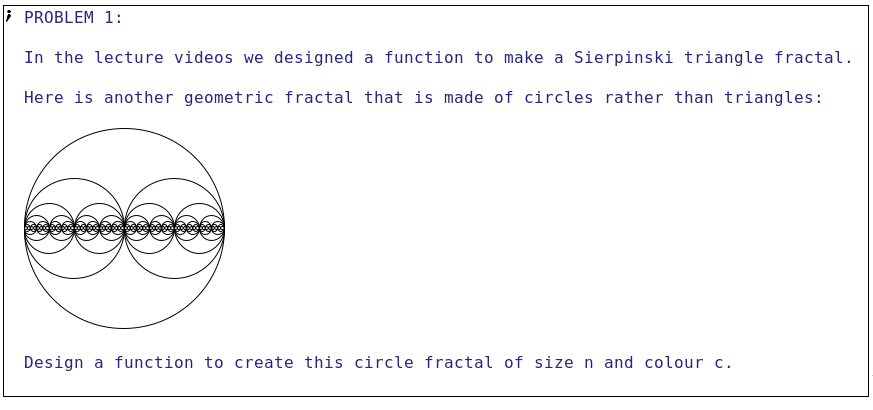 ; PROBLEM 1:
In the lecture videos we designed a function to make a Sierpinski triangle fractal.
Here is another geometric fractal that is made of circles rather than triangles:
Design a function to create this circle fractal of size n and colour c.